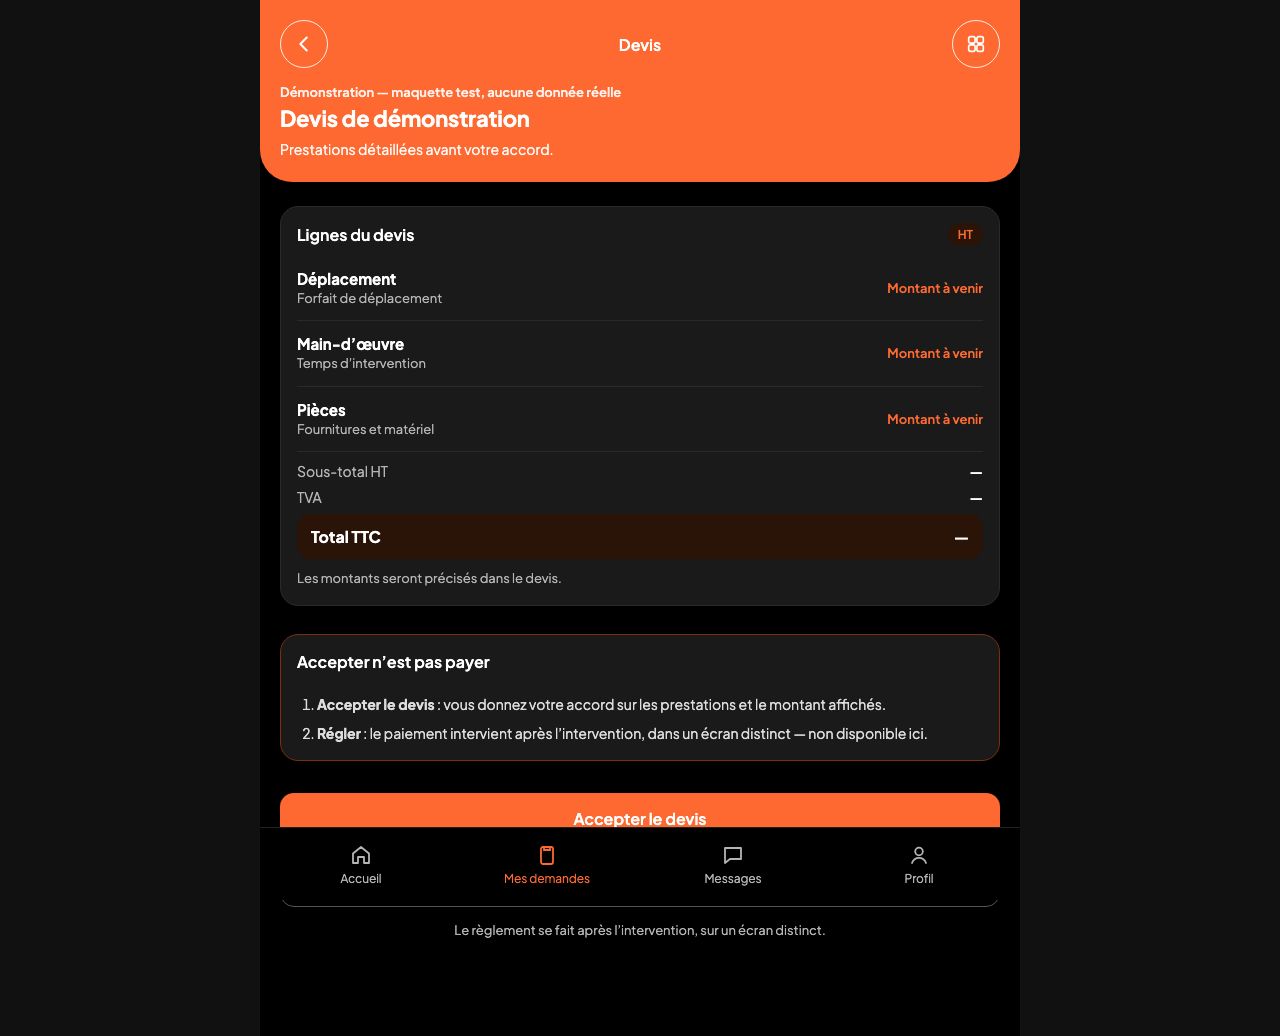 Devis
Démonstration — maquette test, aucune donnée réelle
Devis de démonstration
Prestations détaillées avant votre accord.
Lignes du devis
HT
Déplacement
Forfait de déplacement
Montant à venir
Main-d’œuvre
Temps d’intervention
Montant à venir
Pièces
Fournitures et matériel
Montant à venir
Sous-total HT —
TVA —
Total TTC —
Les montants seront précisés dans le devis.
Accepter n’est pas payer
1. Accepter le devis : vous donnez votre accord sur les prestations et le montant affichés.
2. Régler : le paiement intervient après l’intervention, dans un écran distinct — non disponible ici.
Accepter le devis
Accueil
Mes demandes
Messages
Profil
Le règlement se fait après l’intervention, sur un écran distinct.